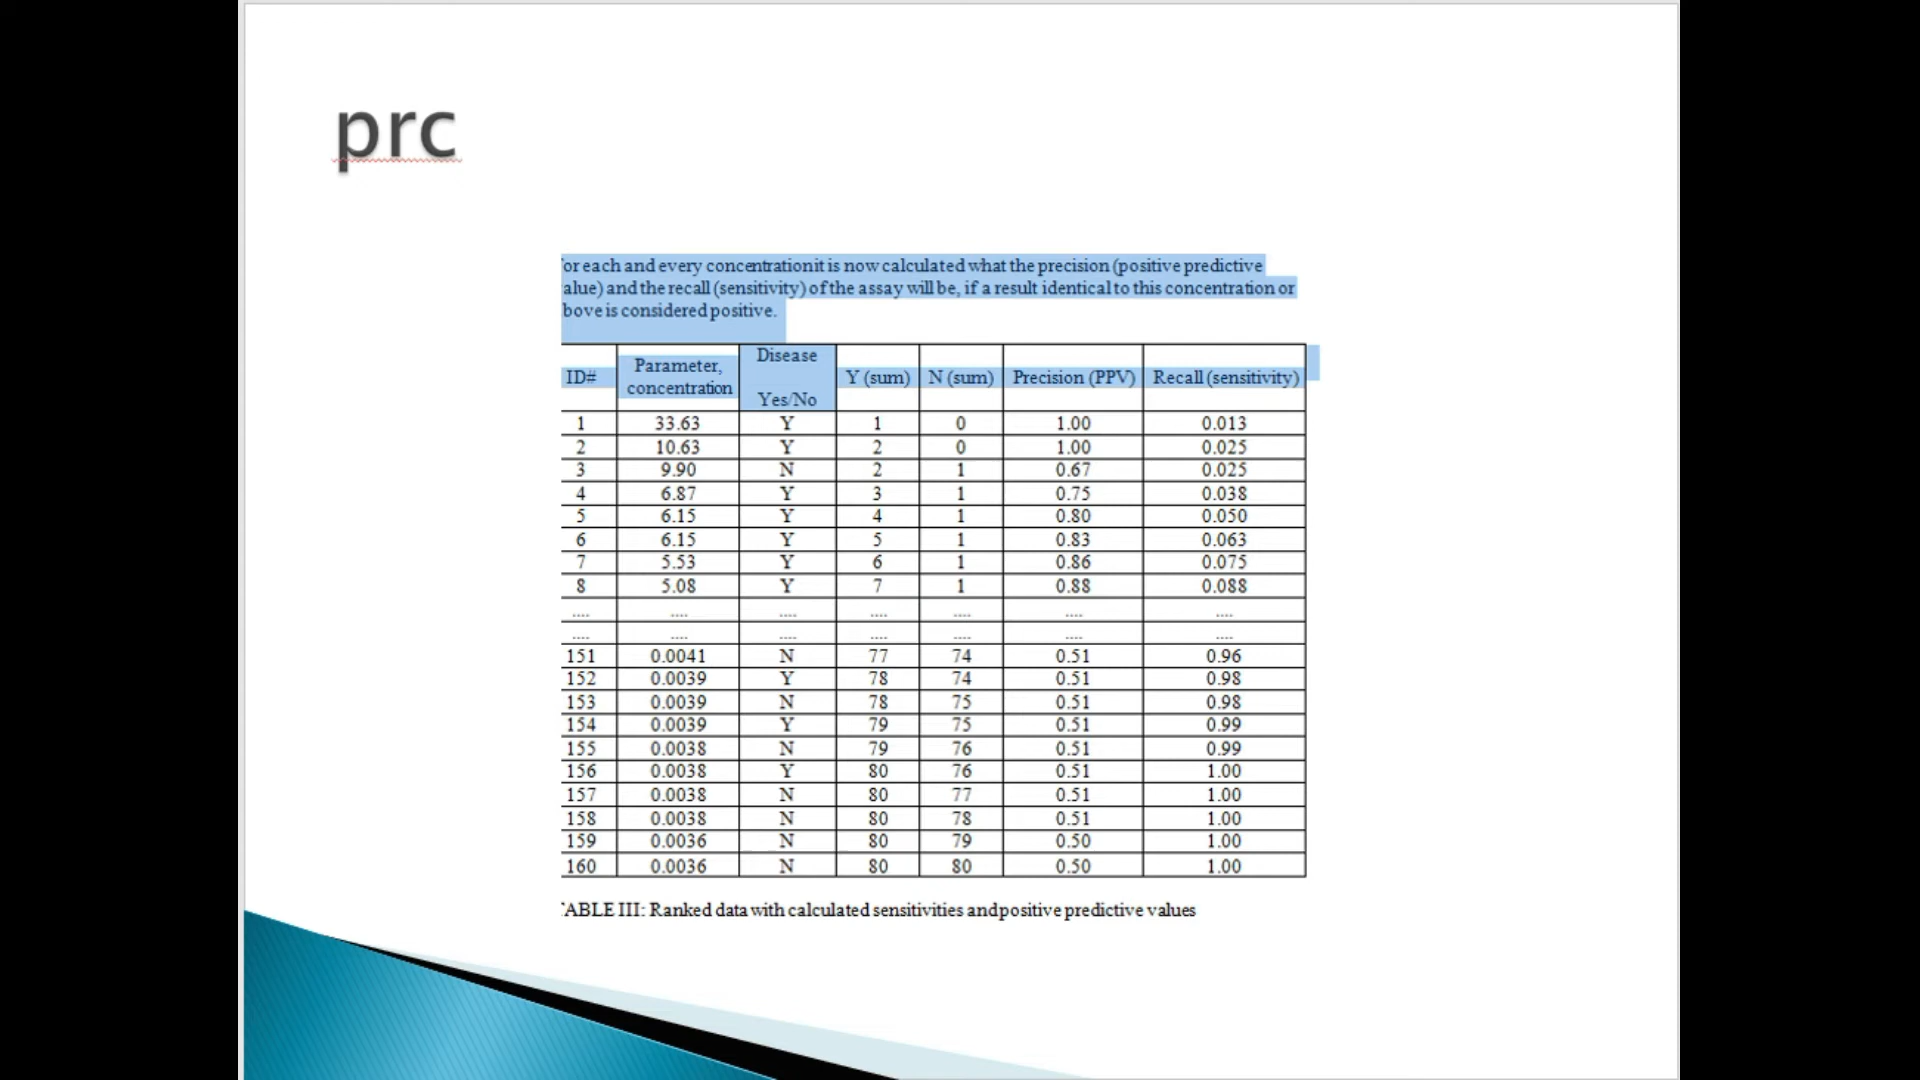 prc
or each and every concentrationit is now calculated what the precision (positive predictive
alue) and the recall (sensitivity) of the assay will be, if a result identical to this concentration or
bove is considered positive.
ID# Parameter, concentration Disease Yes/No Y (sum) N (sum) Precision (PPV) Recall (sensitivity)
1 33.63 Y 1 0 1.00 0.013
2 10.63 Y 2 0 1.00 0.025
3 9.90 N 2 1 0.67 0.025
4 6.87 Y 3 1 0.75 0.038
5 6.15 Y 4 1 0.80 0.050
6 6.15 Y 5 1 0.83 0.063
7 5.53 Y 6 1 0.86 0.075
8 5.08 Y 7 1 0.88 0.088
.... .... .... .... .... .... ....
.... .... .... .... .... .... ....
151 0.0041 N 77 74 0.51 0.96
152 0.0039 Y 78 74 0.51 0.98
153 0.0039 N 78 75 0.51 0.98
154 0.0039 Y 79 75 0.51 0.99
155 0.0038 N 79 76 0.51 0.99
156 0.0038 Y 80 76 0.51 1.00
157 0.0038 N 80 77 0.51 1.00
158 0.0038 N 80 78 0.51 1.00
159 0.0036 N 80 79 0.50 1.00
160 0.0036 N 80 80 0.50 1.00
ABLE III: Ranked data with calculated sensitivities and positive predictive values